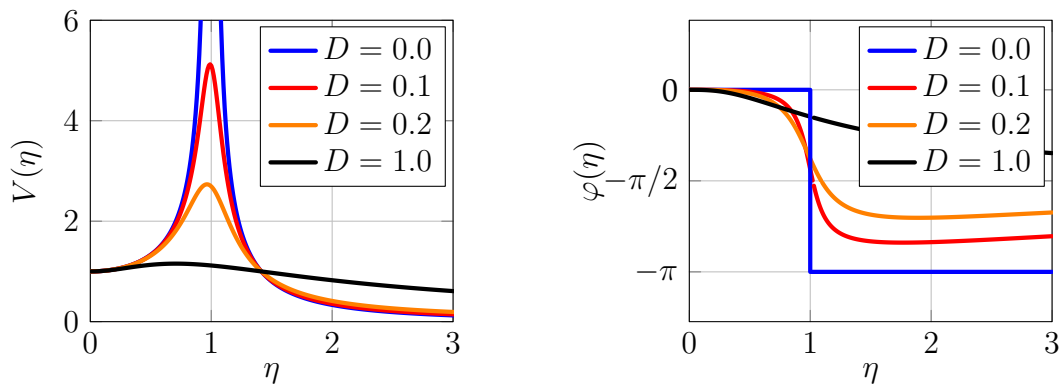 6
4
2
0
V(η)
0
1
2
3
η
D = 0.0
D = 0.1
D = 0.2
D = 1.0
0
−π/2
−π
φ(η)
0
1
2
3
η
D = 0.0
D = 0.1
D = 0.2
D = 1.0